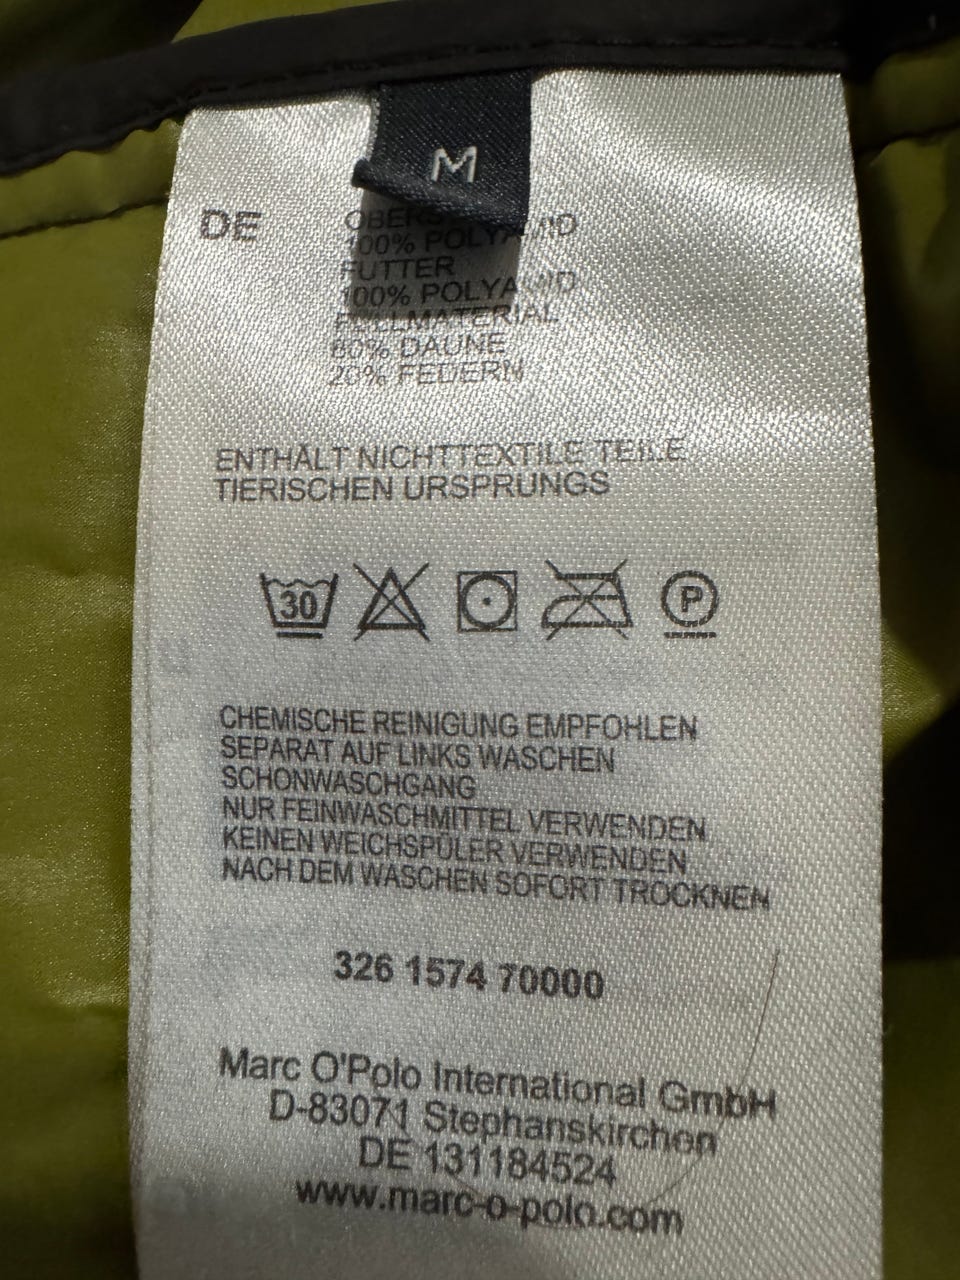 M
DE
100% POLYAMID
FUTTER
100% POLYAMID
FÜLLMATERIAL
80% DAUNE
20% FEDERN
ENTHÄLT NICHTTEXTILE TEILE
TIERISCHEN URSPRUNGS
30 P
CHEMISCHE REINIGUNG EMPFOHLEN
SEPARAT AUF LINKS WASCHEN
SCHONWASCHGANG
NUR FEINWASCHMITTEL VERWENDEN
KEINEN WEICHSPÜLER VERWENDEN
NACH DEM WASCHEN SOFORT TROCKNEN
326 1574 70000
Marc O'Polo International GmbH
D-83071 Stephanskirchen
DE 131184524
www.marc-o-polo.com